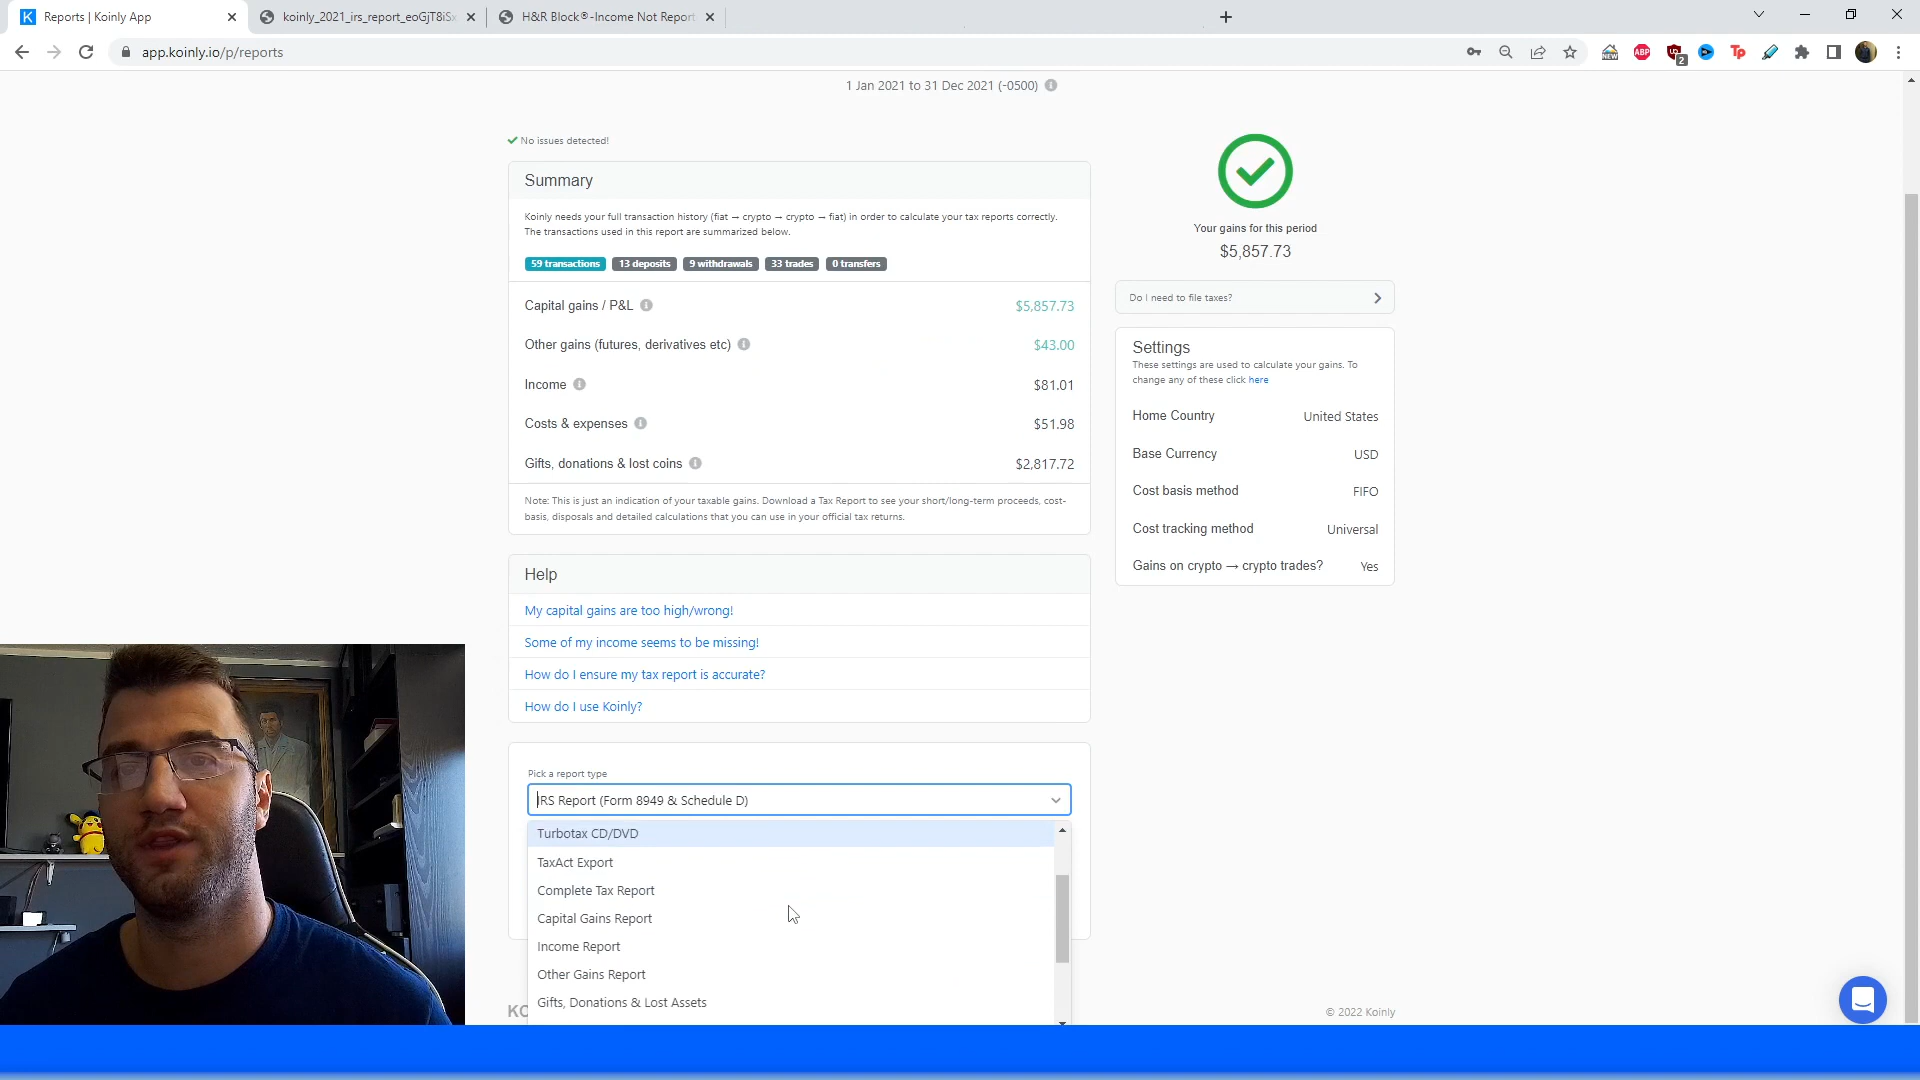 K Reports | Koinly App
koinly_2021_irs_report_eoGjT8iSx
H&R Block®-Income Not Report
app.koinly.io/p/reports
NEW
ABP
2
Tp
1 Jan 2021 to 31 Dec 2021 (-0500)
No issues detected!
Summary
Koinly needs your full transaction history (fiat → crypto → crypto → fiat) in order to calculate your tax reports correctly.
The transactions used in this report are summarized below.
59 transactions 13 deposits 9 withdrawals 33 trades 0 transfers
Capital gains / P&L $5,857.73
Other gains (futures, derivatives etc) $43.00
Income $81.01
Costs & expenses $51.98
Gifts, donations & lost coins $2,817.72
Note: This is just an indication of your taxable gains. Download a Tax Report to see your short/long-term proceeds, cost-
basis, disposals and detailed calculations that you can use in your official tax returns.
Your gains for this period
$5,857.73
Do I need to file taxes?
Settings
These settings are used to calculate your gains. To
change any of these click here
Home Country United States
Base Currency USD
Cost basis method FIFO
Cost tracking method Universal
Gains on crypto → crypto trades? Yes
Help
My capital gains are too high/wrong!
Some of my income seems to be missing!
How do I ensure my tax report is accurate?
How do I use Koinly?
Pick a report type
IRS Report (Form 8949 & Schedule D)
Turbotax CD/DVD
TaxAct Export
Complete Tax Report
Capital Gains Report
Income Report
Other Gains Report
Gifts, Donations & Lost Assets
KO
© 2022 Koinly